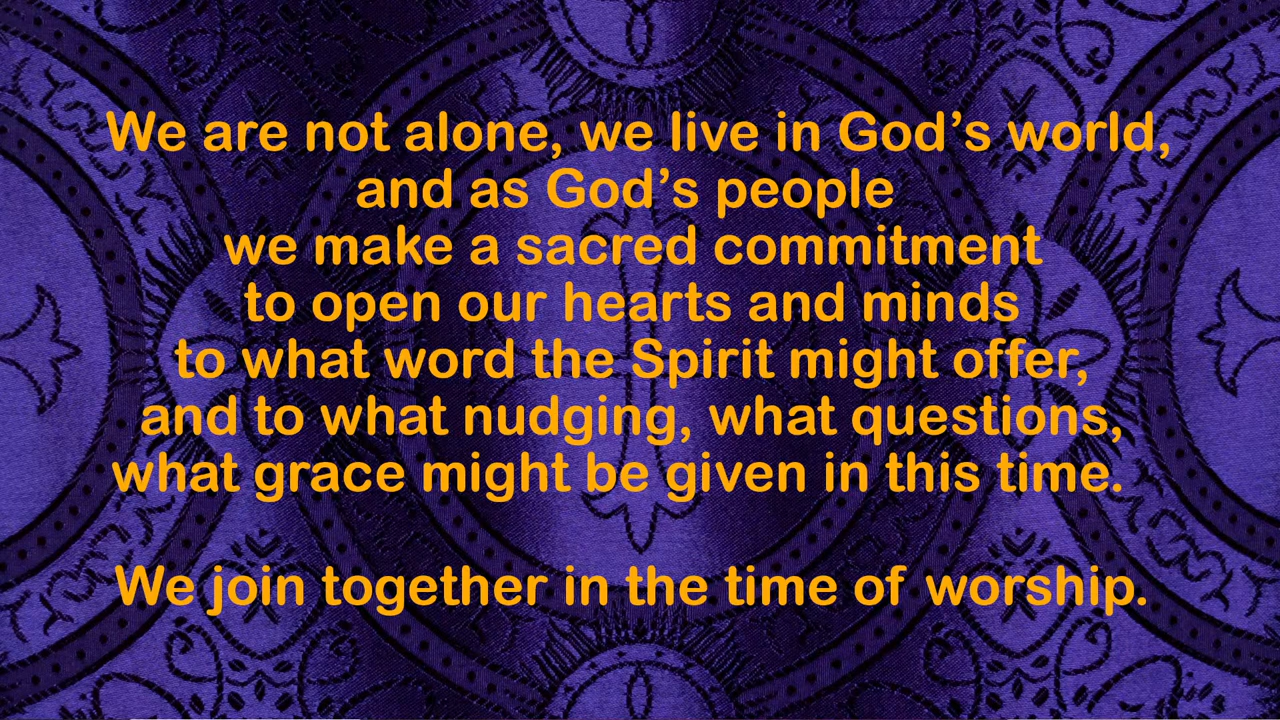 We are not alone, we live in God’s world,
and as God’s people
we make a sacred commitment
to open our hearts and minds
to what word the Spirit might offer,
and to what nudging, what questions,
what grace might be given in this time.
We join together in the time of worship.